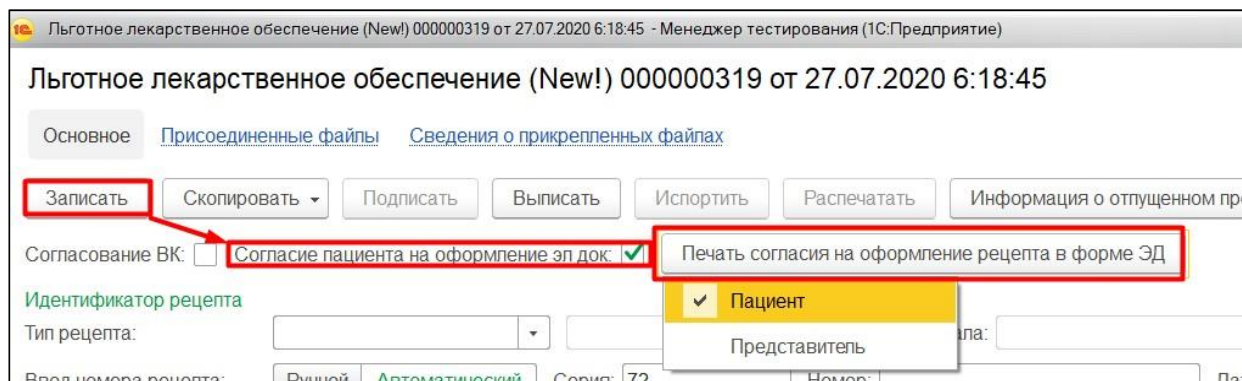 1С Льготное лекарственное обеспечение (New!) 000000319 от 27.07.2020 6:18:45 - Менеджер тестирования (1С:Предприятие)
Льготное лекарственное обеспечение (New!) 000000319 от 27.07.2020 6:18:45
Основное Присоединенные файлы Сведения о прикрепленных файлах
Записать Скопировать Подписать Выписать Испортить Распечатать Информация о отпущенном
Согласование ВК: Согласие пациента на оформление эл док: Печать согласия на оформление рецепта в форме ЭД
Идентификатор рецепта
Пациент
Тип рецепта:
Представитель
Ввод номера рецепта: Ручной Автоматический Серия: 72 Номер: